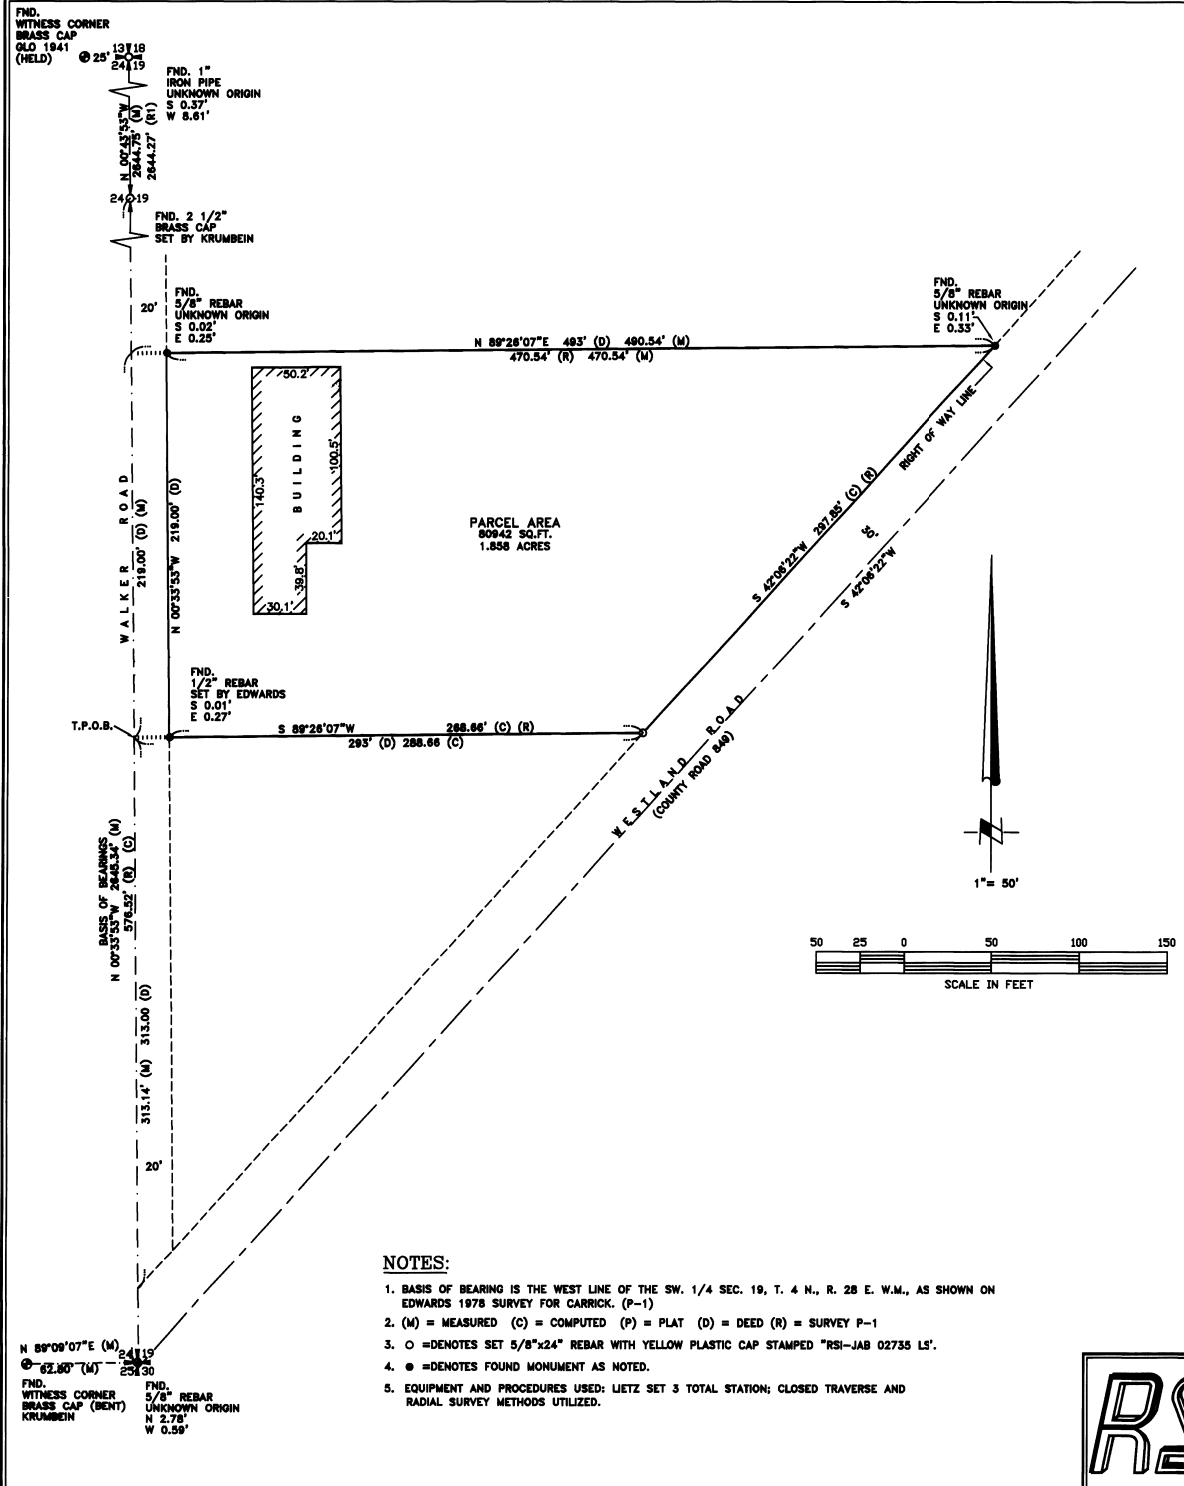 FND.
WITNESS CORNER
BRASS CAP
GLO 1941
(HELD)
25'
13 18
24 19
FND. 1"
IRON PIPE
UNKNOWN ORIGIN
S 0.37'
W 8.61'
N 00°43'53"W
2644.75' (M)
2644.27' (R1)
24 19
FND. 2 1/2"
BRASS CAP
SET BY KRUMBEIN
20'
FND.
5/8" REBAR
UNKNOWN ORIGIN
S 0.02'
E 0.25'
FND.
5/8" REBAR
UNKNOWN ORIGIN
S 0.11'
E 0.33'
N 89°26'07"E 493' (D) 490.54' (M)
470.54' (R) 470.54' (M)
50.2'
BUILDING
140.3'
100.5'
20.1'
39.8'
30.1'
WALKER ROAD
219.00' (D) (M)
N 00°33'53"W 219.00' (D)
PARCEL AREA
80942 SQ.FT.
1.858 ACRES
RIGHT OF WAY LINE
S 42°06'22"W 297.85' (C) (R)
30'
S 42°06'22"W
FND.
1/2" REBAR
SET BY EDWARDS
S 0.01'
E 0.27'
T.P.O.B.
S 89°26'07"W 268.66' (C) (R)
293' (D) 288.66 (C)
WESTLAND ROAD
(COUNTY ROAD 849)
BASIS OF BEARINGS
N 00°33'53"W 2645.34' (M)
576.52' (R) (C)
313.14' (M) 313.00 (D)
20'
1"= 50'
50 25 0 50 100 150
SCALE IN FEET
NOTES:
1. BASIS OF BEARING IS THE WEST LINE OF THE SW. 1/4 SEC. 19, T. 4 N., R. 28 E. W.M., AS SHOWN ON
EDWARDS 1978 SURVEY FOR CARRICK. (P-1)
2. (M) = MEASURED (C) = COMPUTED (P) = PLAT (D) = DEED (R) = SURVEY P-1
3. O =DENOTES SET 5/8"x24" REBAR WITH YELLOW PLASTIC CAP STAMPED "RSI-JAB 02735 LS'.
4. ● =DENOTES FOUND MONUMENT AS NOTED.
5. EQUIPMENT AND PROCEDURES USED: LIETZ SET 3 TOTAL STATION; CLOSED TRAVERSE AND
RADIAL SURVEY METHODS UTILIZED.
N 89°09'07"E (M)
62.80' (M)
24 19
25 30
FND.
WITNESS CORNER
BRASS CAP (BENT)
KRUMBEIN
FND.
5/8" REBAR
UNKNOWN ORIGIN
N 2.78'
W 0.59'
RS